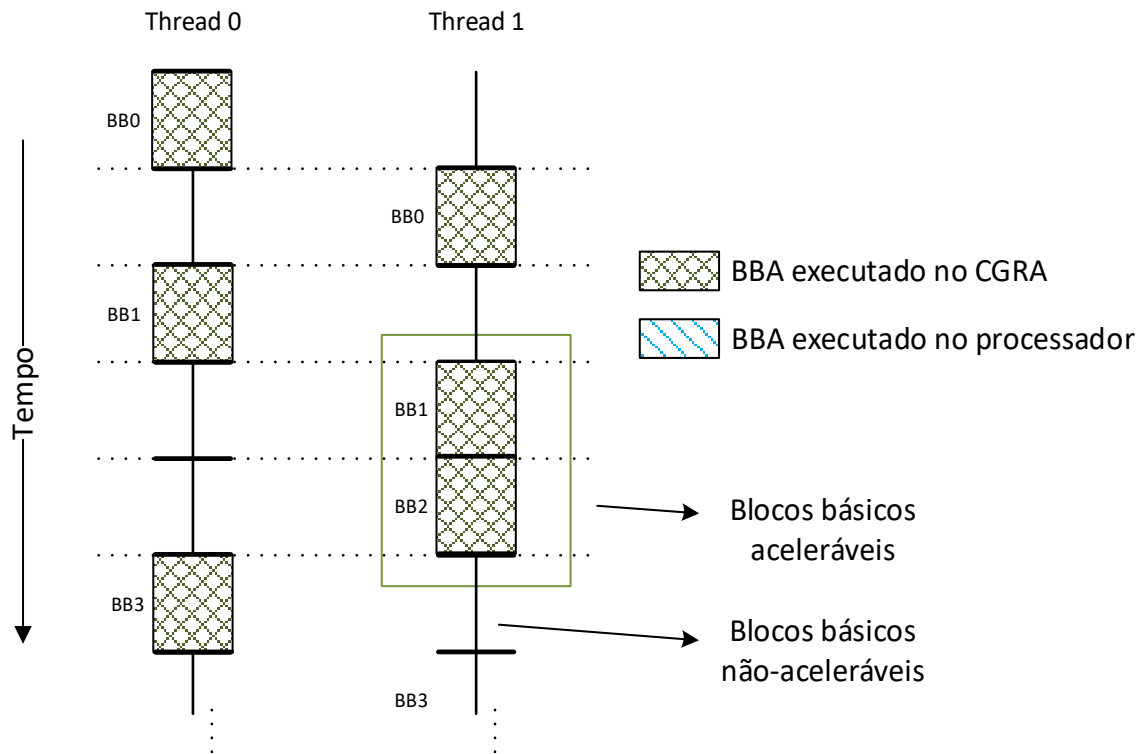 Thread 0
Thread 1
BB0
BB0
BBA executado no CGRA
BB1
BBA executado no processador
Tempo
BB1
BB2
Blocos básicos
aceleráveis
BB3
Blocos básicos
não-aceleráveis
BB3